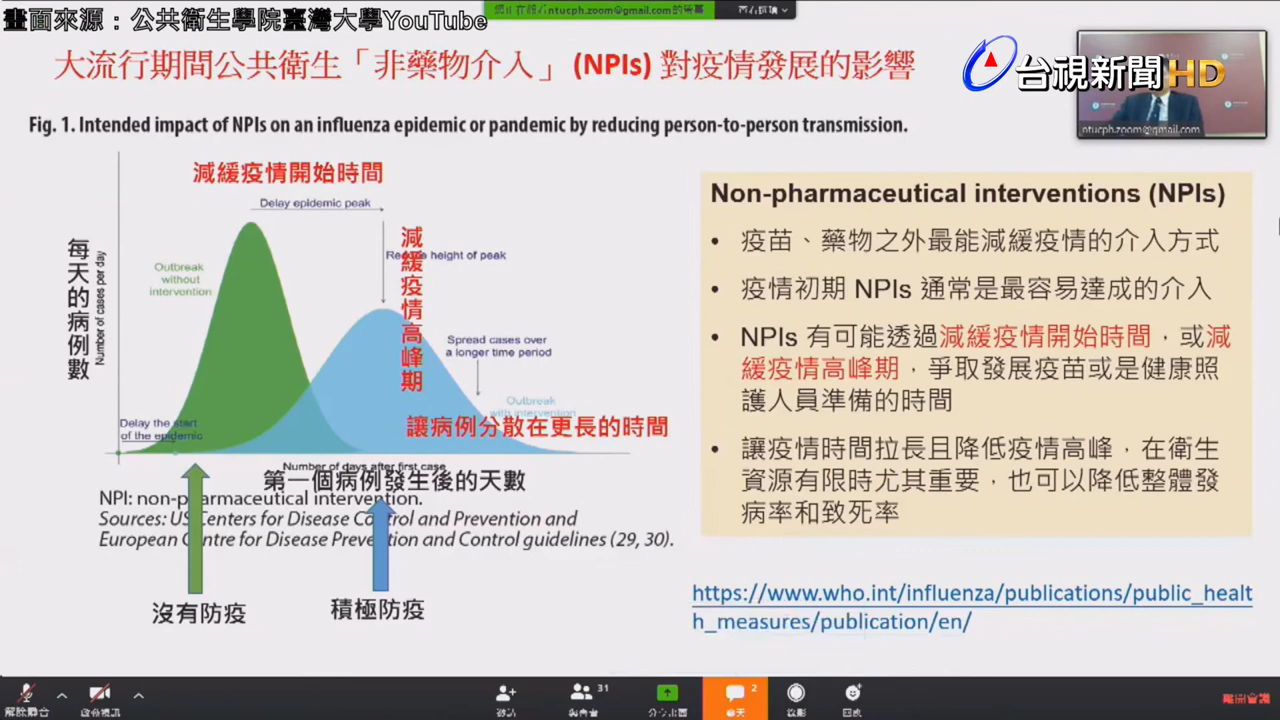 畫面來源：公共衛生學院臺灣大學YouTube
台視新聞HD
ntucph.zoom@gmail.com
大流行期間公共衛生「非藥物介入」(NPIs) 對疫情發展的影響
Fig. 1. Intended impact of NPIs on an influenza epidemic or pandemic by reducing person-to-person transmission.
減緩疫情開始時間
Delay epidemic peak
減緩疫情高峰期
height of peak
每天的病例數
Number of cases per day
Outbreak
without
intervention
Spread cases over
a longer time period
Outbreak
with intervention
讓病例分散在更長的時間
Delay the start
of the epidemic
Number of days after first case
第一個病例發生後的天數
NPI: non-pharmaceutical intervention.
Sources: US Centers for Disease Control and Prevention and
European Centre for Disease Prevention and Control guidelines (29, 30).
沒有防疫
積極防疫
Non-pharmaceutical interventions (NPIs)
• 疫苗、藥物之外最能減緩疫情的介入方式
• 疫情初期 NPIs 通常是最容易達成的介入
• NPIs 有可能透過減緩疫情開始時間，或減
緩疫情高峰期，爭取發展疫苗或是健康照
護人員準備的時間
• 讓疫情時間拉長且降低疫情高峰，在衛生
資源有限時尤其重要，也可以降低整體發
病率和致死率
https://www.who.int/influenza/publications/public_healt
h_measures/publication/en/
31
2